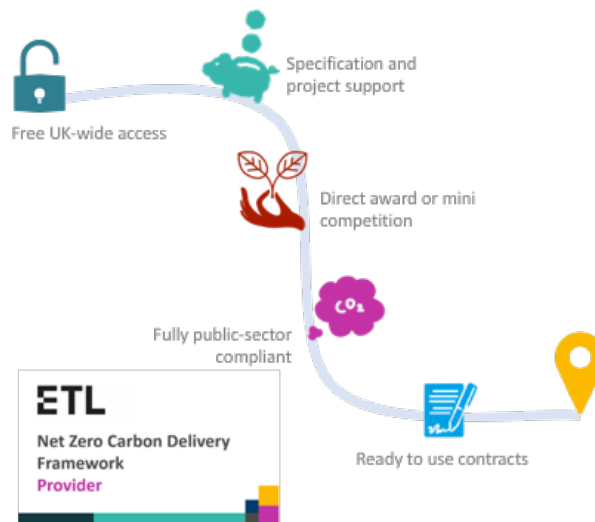 Specification and
project support
Free UK-wide access
Direct award or mini
competition
CO₂
Fully public-sector
compliant
ETL
Net Zero Carbon Delivery
Framework
Provider
Ready to use contracts